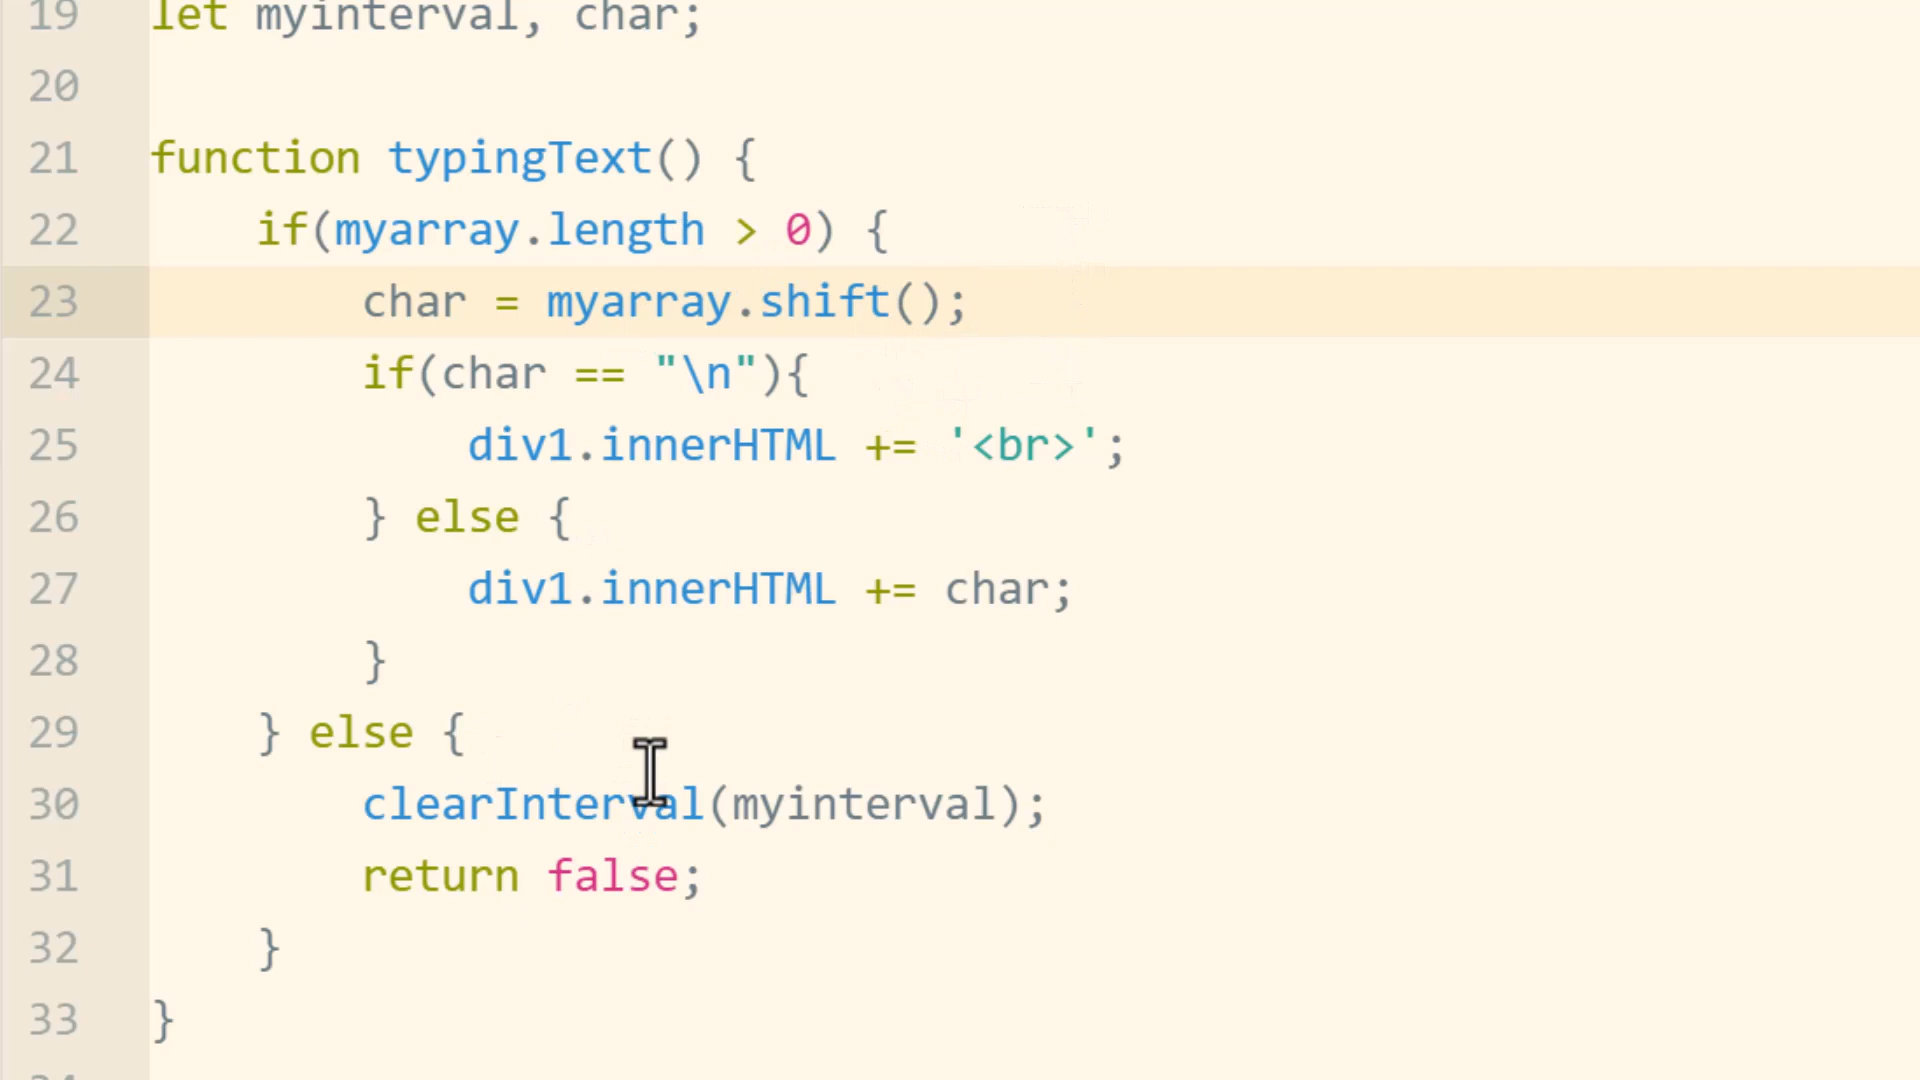 19 let myinterval, char;
20
21 function typingText() {
22 if(myarray.length > 0) {
23 char = myarray.shift();
24 if(char == "\n"){
25 div1.innerHTML += '<br>';
26 } else {
27 div1.innerHTML += char;
28 }
29 } else {
30 clearInterval(myinterval);
31 return false;
32 }
33 }